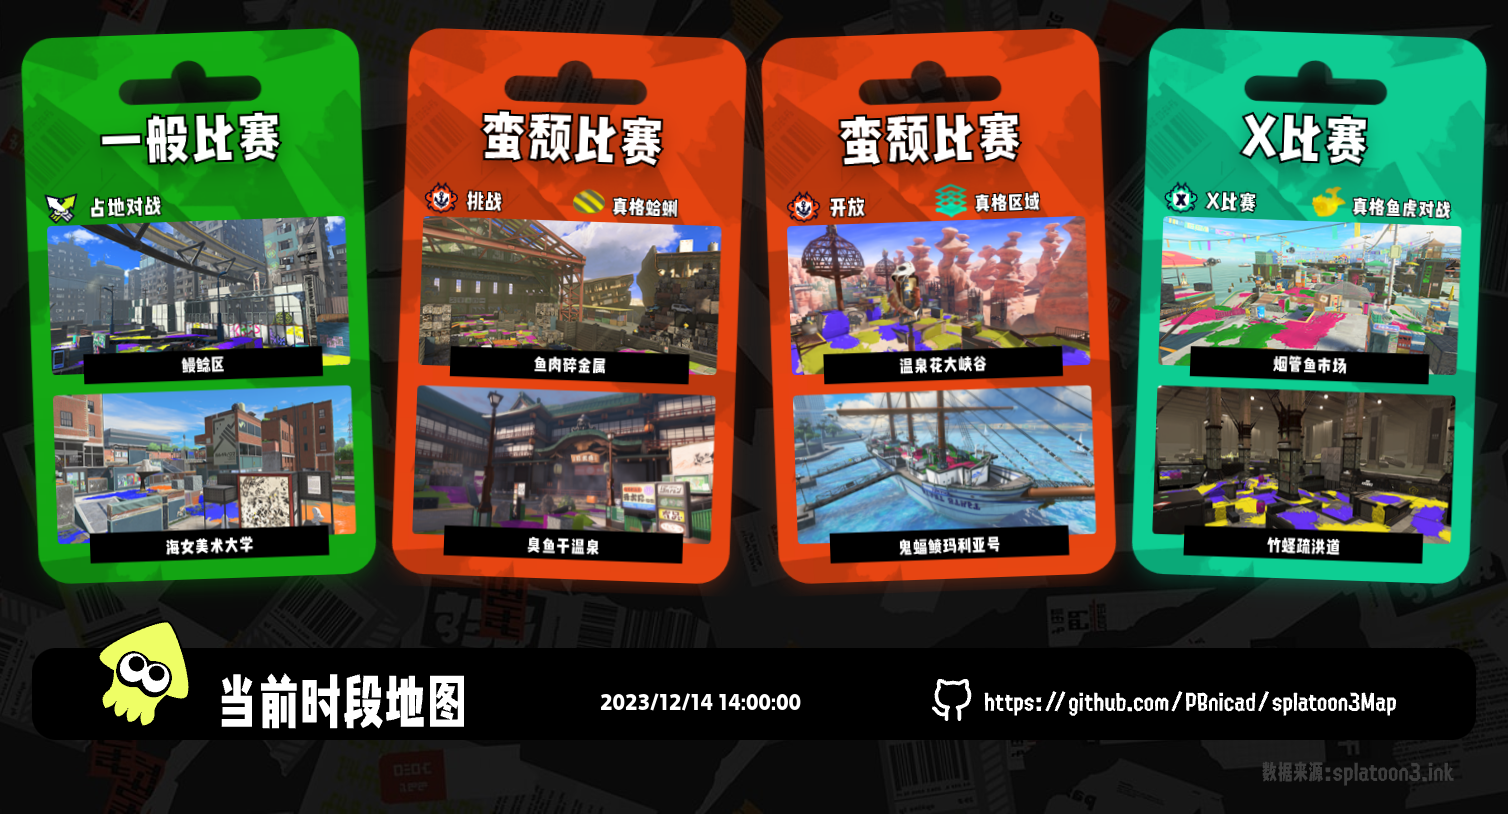 一般比赛
占地对战
鳗鲶区
海女美术大学
蛮颓比赛
挑战
真格蛤蜊
鱼肉碎金属
臭鱼干温泉
蛮颓比赛
开放
真格区域
温泉花大峡谷
鬼蝠鲼玛利亚号
X比赛
X比赛
真格鱼虎对战
烟管鱼市场
竹蛏疏洪道
当前时段地图
2023/12/14 14:00:00
https://github.com/PBnicad/splatoon3Map
数据来源:splatoon3.ink